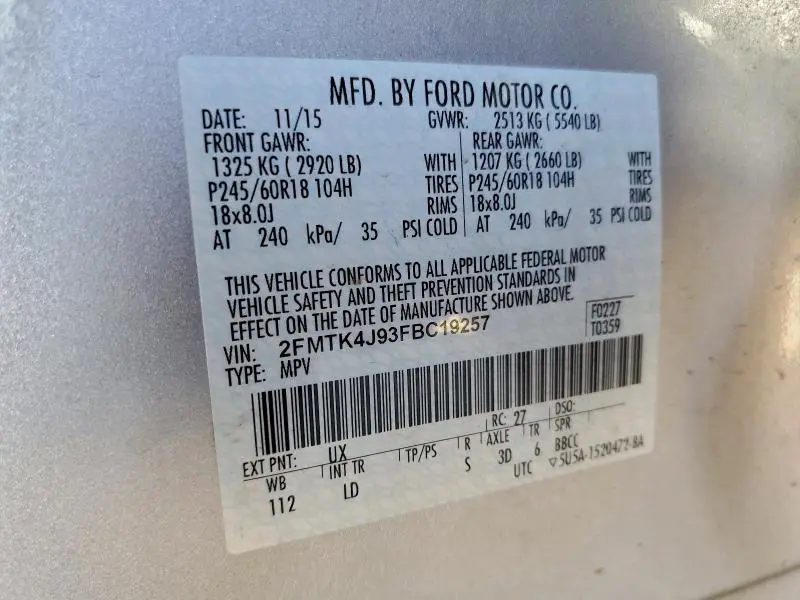 MFD. BY FORD MOTOR CO.
DATE: 11/15 GVWR: 2513 KG ( 5540 LB)
FRONT GAWR: REAR GAWR:
1325 KG ( 2920 LB) WITH 1207 KG ( 2660 LB) WITH
P245/60R18 104H TIRES P245/60R18 104H TIRES
18x8.0J RIMS 18x8.0J RIMS
AT 240 kPa/ 35 PSI COLD AT 240 kPa/ 35 PSI COLD
THIS VEHICLE CONFORMS TO ALL APPLICABLE FEDERAL MOTOR
VEHICLE SAFETY AND THEFT PREVENTION STANDARDS IN
EFFECT ON THE DATE OF MANUFACTURE SHOWN ABOVE.
VIN: 2FMTK4J93FBC19257
F0227
TYPE: MPV
T0359
EXT PNT: UX RC: 27 DSO:
WB INT TR TP/PS R AXLE TR SPR
112 LD S 3D 6 BBCC
UTC ▽5U5A-1520472-BA